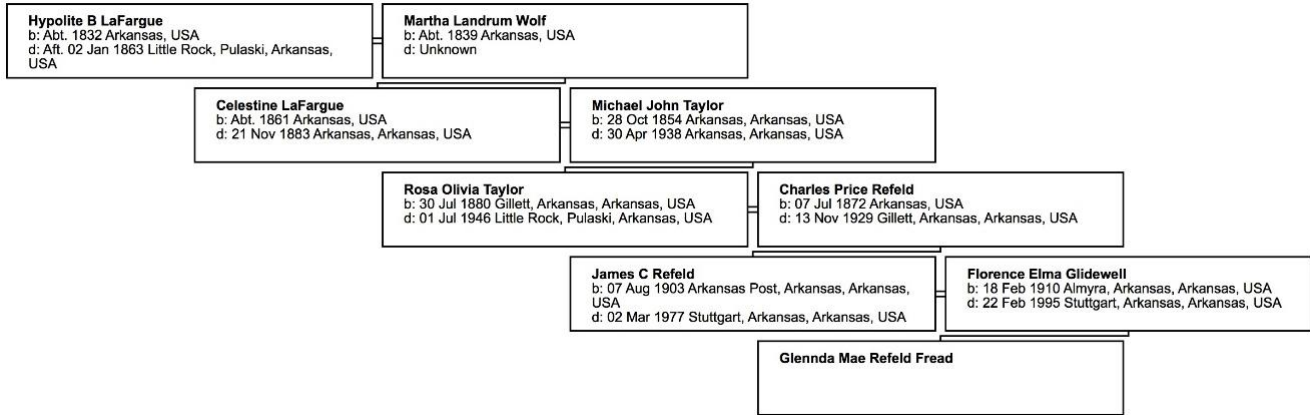 Hypolite B LaFargue
b: Abt. 1832 Arkansas, USA
d: Aft. 02 Jan 1863 Little Rock, Pulaski, Arkansas,
USA
Martha Landrum Wolf
b: Abt. 1839 Arkansas, USA
d: Unknown
Celestine LaFargue
b: Abt. 1861 Arkansas, USA
d: 21 Nov 1883 Arkansas, Arkansas, USA
Michael John Taylor
b: 28 Oct 1854 Arkansas, Arkansas, USA
d: 30 Apr 1938 Arkansas, Arkansas, USA
Rosa Olivia Taylor
b: 30 Jul 1880 Gillett, Arkansas, Arkansas, USA
d: 01 Jul 1946 Little Rock, Pulaski, Arkansas, USA
Charles Price Refeld
b: 07 Jul 1872 Arkansas, USA
d: 13 Nov 1929 Gillett, Arkansas, Arkansas, USA
James C Refeld
b: 07 Aug 1903 Arkansas Post, Arkansas, Arkansas,
USA
d: 02 Mar 1977 Stuttgart, Arkansas, Arkansas, USA
Florence Elma Glidewell
b: 18 Feb 1910 Almyra, Arkansas, Arkansas, USA
d: 22 Feb 1995 Stuttgart, Arkansas, Arkansas, USA
Glennda Mae Refeld Fread